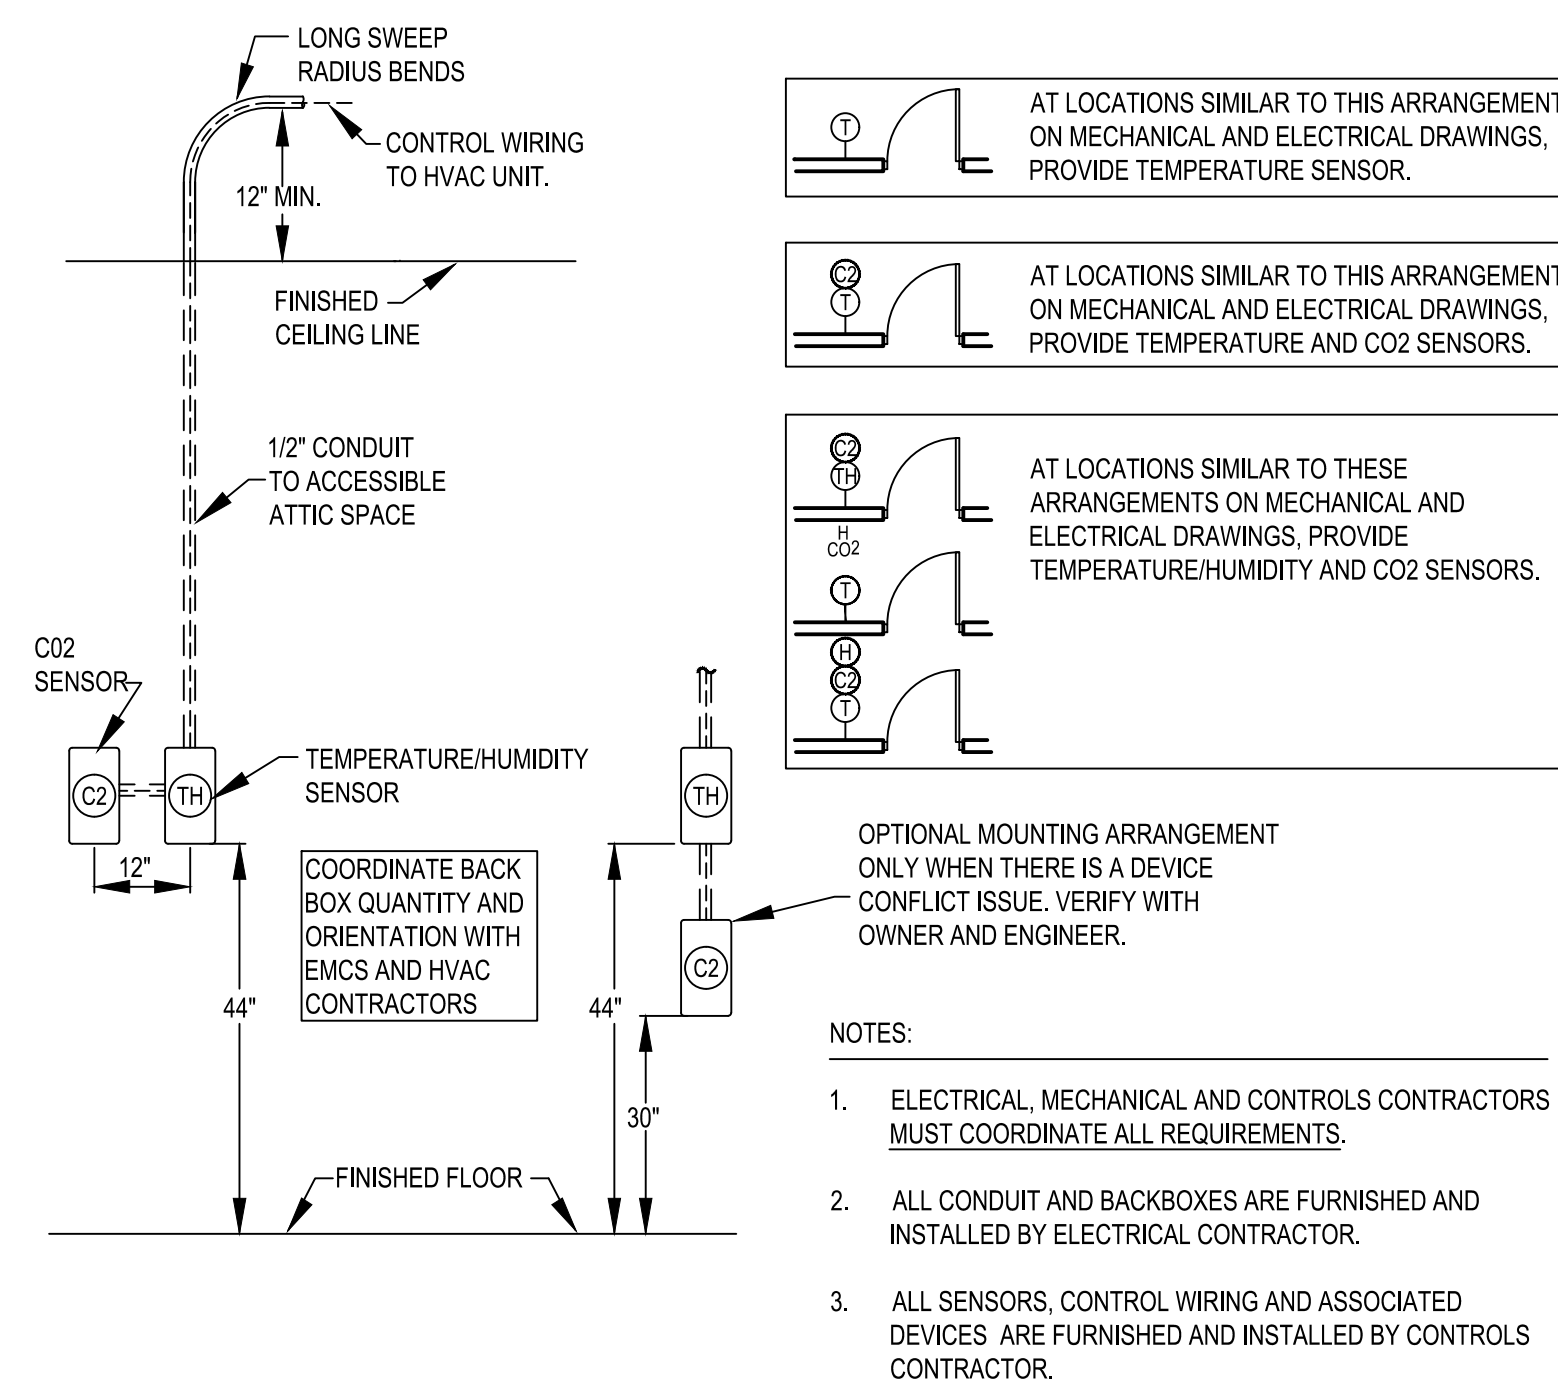 LONG SWEEP
RADIUS BENDS
CONTROL WIRING
TO HVAC UNIT.
12" MIN.
FINISHED
CEILING LINE
1/2" CONDUIT
TO ACCESSIBLE
ATTIC SPACE
C02
SENSOR
C2
TH
TEMPERATURE/HUMIDITY
SENSOR
12"
COORDINATE BACK
BOX QUANTITY AND
ORIENTATION WITH
EMCS AND HVAC
CONTRACTORS
44"
FINISHED FLOOR
TH
C2
44"
30"
T
AT LOCATIONS SIMILAR TO THIS ARRANGEMENT
ON MECHANICAL AND ELECTRICAL DRAWINGS,
PROVIDE TEMPERATURE SENSOR.
C2
T
AT LOCATIONS SIMILAR TO THIS ARRANGEMENT
ON MECHANICAL AND ELECTRICAL DRAWINGS,
PROVIDE TEMPERATURE AND CO2 SENSORS.
C2
TH
H
CO2
T
H
C2
T
AT LOCATIONS SIMILAR TO THESE
ARRANGEMENTS ON MECHANICAL AND
ELECTRICAL DRAWINGS, PROVIDE
TEMPERATURE/HUMIDITY AND CO2 SENSORS.
OPTIONAL MOUNTING ARRANGEMENT
ONLY WHEN THERE IS A DEVICE
CONFLICT ISSUE. VERIFY WITH
OWNER AND ENGINEER.
NOTES:
1. ELECTRICAL, MECHANICAL AND CONTROLS CONTRACTORS
MUST COORDINATE ALL REQUIREMENTS.
2. ALL CONDUIT AND BACKBOXES ARE FURNISHED AND
INSTALLED BY ELECTRICAL CONTRACTOR.
3. ALL SENSORS, CONTROL WIRING AND ASSOCIATED
DEVICES ARE FURNISHED AND INSTALLED BY CONTROLS
CONTRACTOR.